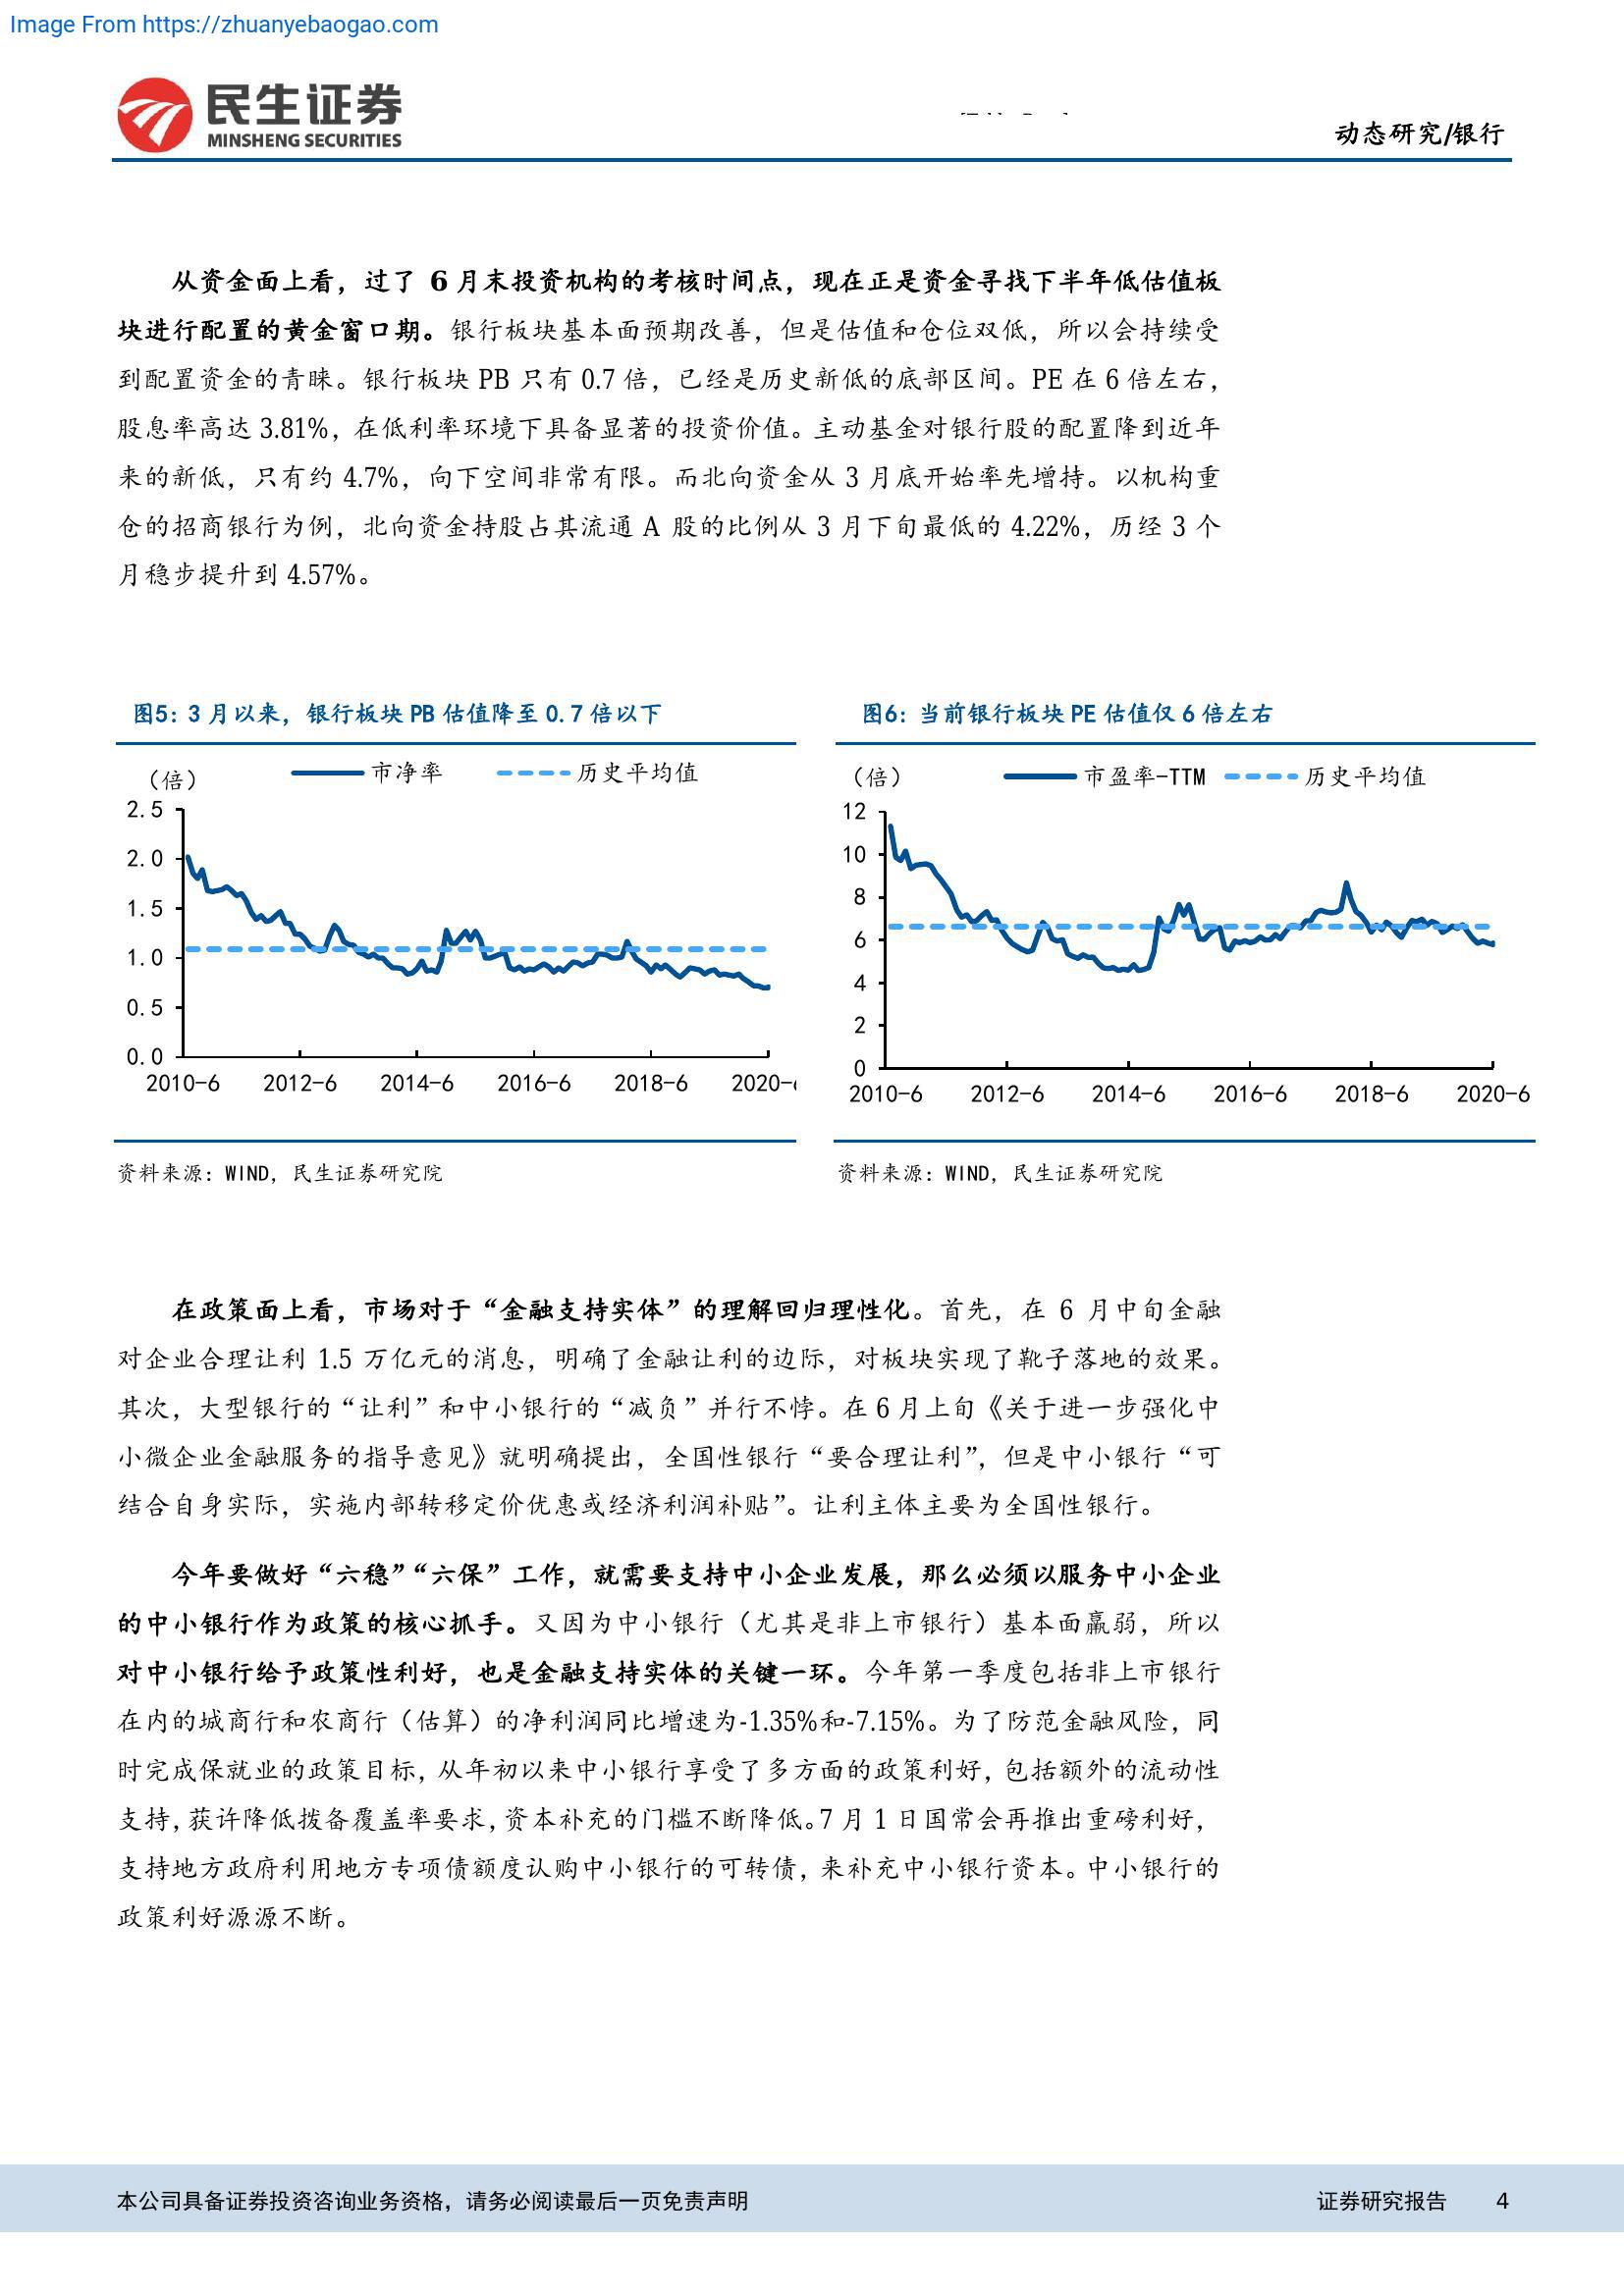 Image From https://zhuanyebaogao.com
民生证券
MINSHENG SECURITIES
动态研究/银行
从资金面上看，过了 6 月末投资机构的考核时间点，现在正是资金寻找下半年低估值板
块进行配置的黄金窗口期。银行板块基本面预期改善，但是估值和仓位双低，所以会持续受
到配置资金的青睐。银行板块 PB 只有 0.7 倍，已经是历史新低的底部区间。PE 在 6 倍左右，
股息率高达 3.81%，在低利率环境下具备显著的投资价值。主动基金对银行股的配置降到近年
来的新低，只有约 4.7%，向下空间非常有限。而北向资金从 3 月底开始率先增持。以机构重
仓的招商银行为例，北向资金持股占其流通 A 股的比例从 3 月下旬最低的 4.22%，历经 3 个
月稳步提升到 4.57%。
图5: 3 月以来，银行板块 PB 估值降至 0.7 倍以下
（倍）
市净率
历史平均值
2.5
2.0
1.5
1.0
0.5
0.0
2010-6 2012-6 2014-6 2016-6 2018-6 2020-
资料来源：WIND，民生证券研究院
图6: 当前银行板块 PE 估值仅 6 倍左右
（倍）
市盈率-TTM
历史平均值
12
10
8
6
4
2
0
2010-6 2012-6 2014-6 2016-6 2018-6 2020-6
资料来源：WIND，民生证券研究院
在政策面上看，市场对于“金融支持实体”的理解回归理性化。首先，在 6 月中旬金融
对企业合理让利 1.5 万亿元的消息，明确了金融让利的边际，对板块实现了靴子落地的效果。
其次，大型银行的“让利”和中小银行的“减负”并行不悖。在 6 月上旬《关于进一步强化中
小微企业金融服务的指导意见》就明确提出，全国性银行“要合理让利”，但是中小银行“可
结合自身实际，实施内部转移定价优惠或经济利润补贴”。让利主体主要为全国性银行。
今年要做好“六稳”“六保”工作，就需要支持中小企业发展，那么必须以服务中小企业
的中小银行作为政策的核心抓手。又因为中小银行（尤其是非上市银行）基本面羸弱，所以
对中小银行给予政策性利好，也是金融支持实体的关键一环。今年第一季度包括非上市银行
在内的城商行和农商行（估算）的净利润同比增速为-1.35%和-7.15%。为了防范金融风险，同
时完成保就业的政策目标，从年初以来中小银行享受了多方面的政策利好，包括额外的流动性
支持，获许降低拨备覆盖率要求，资本补充的门槛不断降低。7 月 1 日国常会再推出重磅利好，
支持地方政府利用地方专项债额度认购中小银行的可转债，来补充中小银行资本。中小银行的
政策利好源源不断。
本公司具备证券投资咨询业务资格，请务必阅读最后一页免责声明
证券研究报告 4